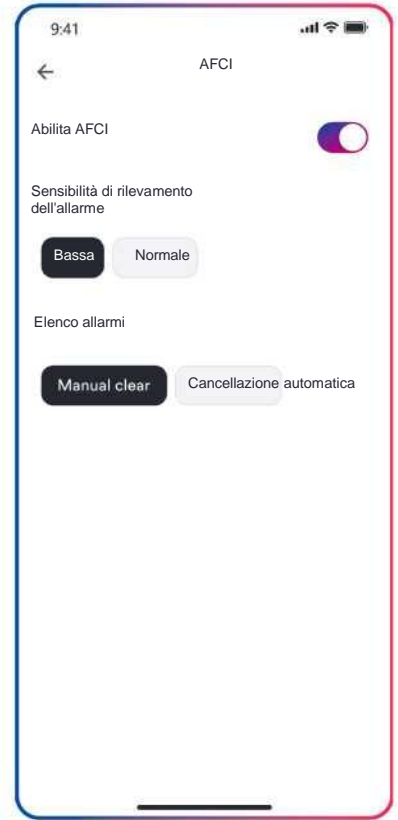 9:41
AFCI
Abilita AFCI
Sensibilità di rilevamento
dell'allarme
Bassa Normale
Elenco allarmi
Manual clear Cancellazione automatica